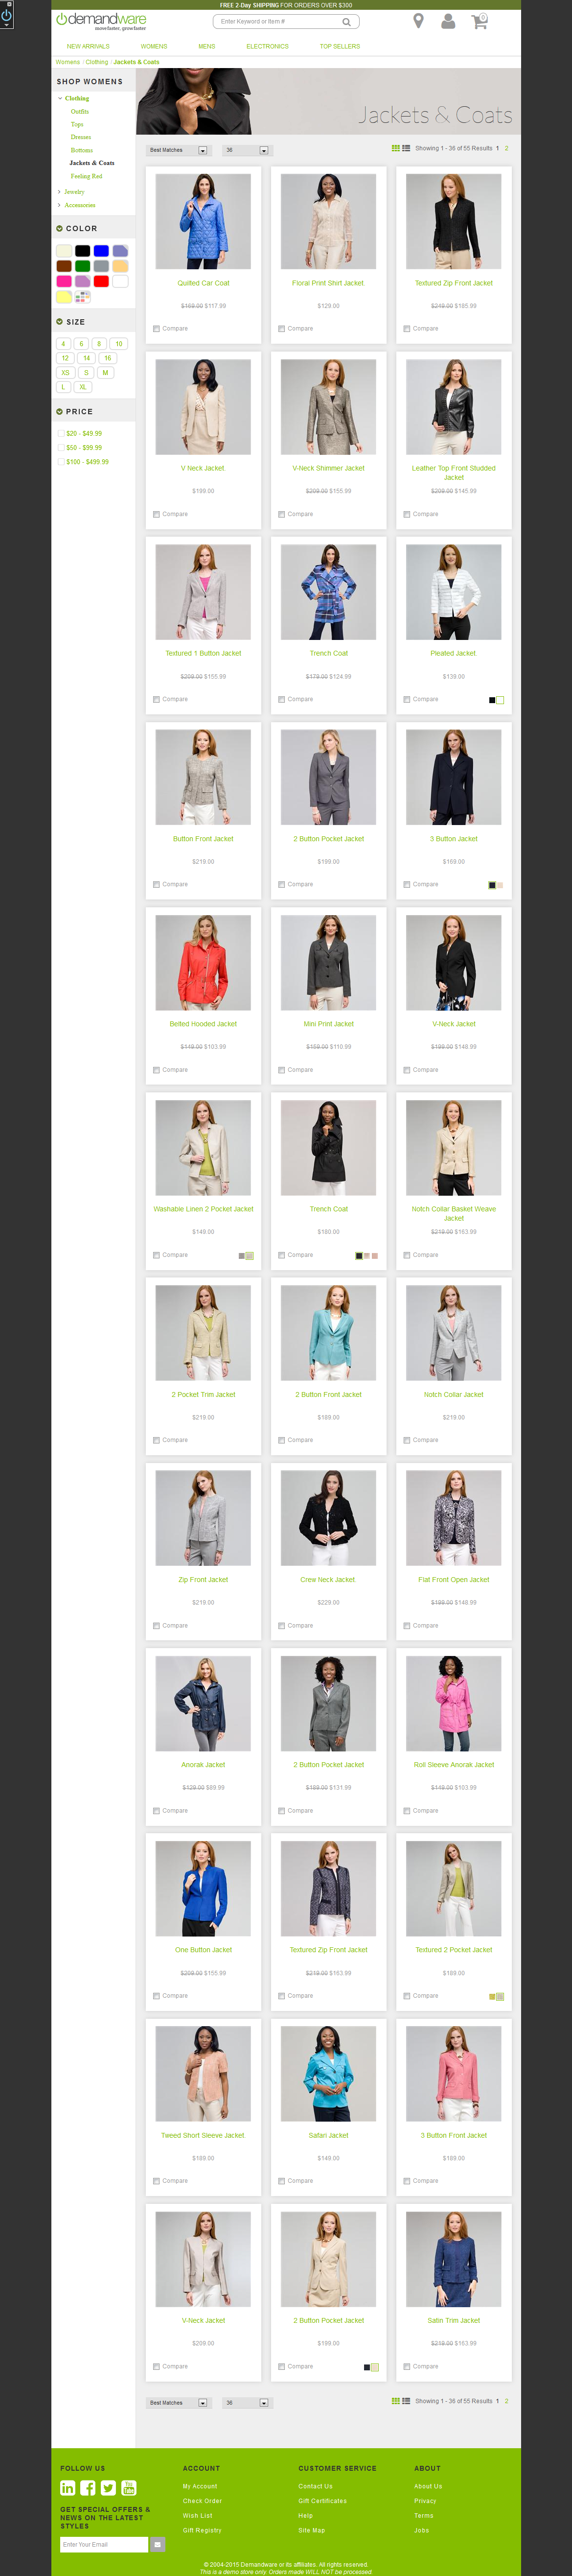 FREE 2-Day SHIPPING FOR ORDERS OVER $300
demandware
move faster, grow faster
Enter Keyword or Item #
0
NEW ARRIVALS WOMENS MENS ELECTRONICS TOP SELLERS
Womens / Clothing / Jackets & Coats
SHOP WOMENS
Clothing
Outfits
Tops
Dresses
Bottoms
Jackets & Coats
Feeling Red
Jewelry
Accessories
COLOR
SIZE
4 6 8 10
12 14 16
XS S M
L XL
PRICE
$20 - $49.99
$50 - $99.99
$100 - $499.99
Jackets & Coats
Best Matches 36 Showing 1 - 36 of 55 Results 1 2
Quilted Car Coat Floral Print Shirt Jacket. Textured Zip Front Jacket
$169.00 $117.99 $129.00 $249.00 $185.99
Compare Compare Compare
V Neck Jacket V-Neck Shimmer Jacket Leather Top Front Studded
Jacket
$199.00 $209.00 $155.99 $209.00 $145.99
Compare Compare Compare
Textured 1 Button Jacket Trench Coat Pleated Jacket.
$209.00 $155.99 $179.00 $124.99 $139.00
Compare Compare Compare
Button Front Jacket 2 Button Pocket Jacket 3 Button Jacket
$219.00 $199.00 $169.00
Compare Compare Compare
Belted Hooded Jacket Mini Print Jacket V-Neck Jacket
$149.00 $103.99 $159.00 $110.99 $199.00 $148.99
Compare Compare Compare
Washable Linen 2 Pocket Jacket Trench Coat Notch Collar Basket Weave
Jacket
$149.00 $180.00 $219.00 $163.99
Compare Compare Compare
2 Pocket Trim Jacket 2 Button Front Jacket Notch Collar Jacket
$219.00 $189.00 $219.00
Compare Compare Compare
Zip Front Jacket Crew Neck Jacket. Flat Front Open Jacket
$219.00 $229.00 $199.00 $148.99
Compare Compare Compare
Anorak Jacket 2 Button Pocket Jacket Roll Sleeve Anorak Jacket
$129.00 $89.99 $189.00 $131.99 $149.00 $103.99
Compare Compare Compare
One Button Jacket Textured Zip Front Jacket Textured 2 Pocket Jacket
$209.00 $155.99 $219.00 $163.99 $189.00
Compare Compare Compare
Tweed Short Sleeve Jacket Safari Jacket 3 Button Front Jacket
$189.00 $149.00 $189.00
Compare Compare Compare
V-Neck Jacket 2 Button Pocket Jacket Satin Trim Jacket
$209.00 $199.00 $219.00 $163.99
Compare Compare Compare
Best Matches 36 Showing 1 - 36 of 55 Results 1 2
FOLLOW US
GET SPECIAL OFFERS &
NEWS ON THE LATEST
STYLES
Enter Your Email
ACCOUNT
My Account
Check Order
Wish List
Gift Registry
CUSTOMER SERVICE
Contact Us
Gift Certificates
Help
Site Map
ABOUT
About Us
Privacy
Terms
Jobs
© 2004-2015 Demandware or its affiliates. All rights reserved.
This is a demo store only. Orders made WILL NOT be processed.